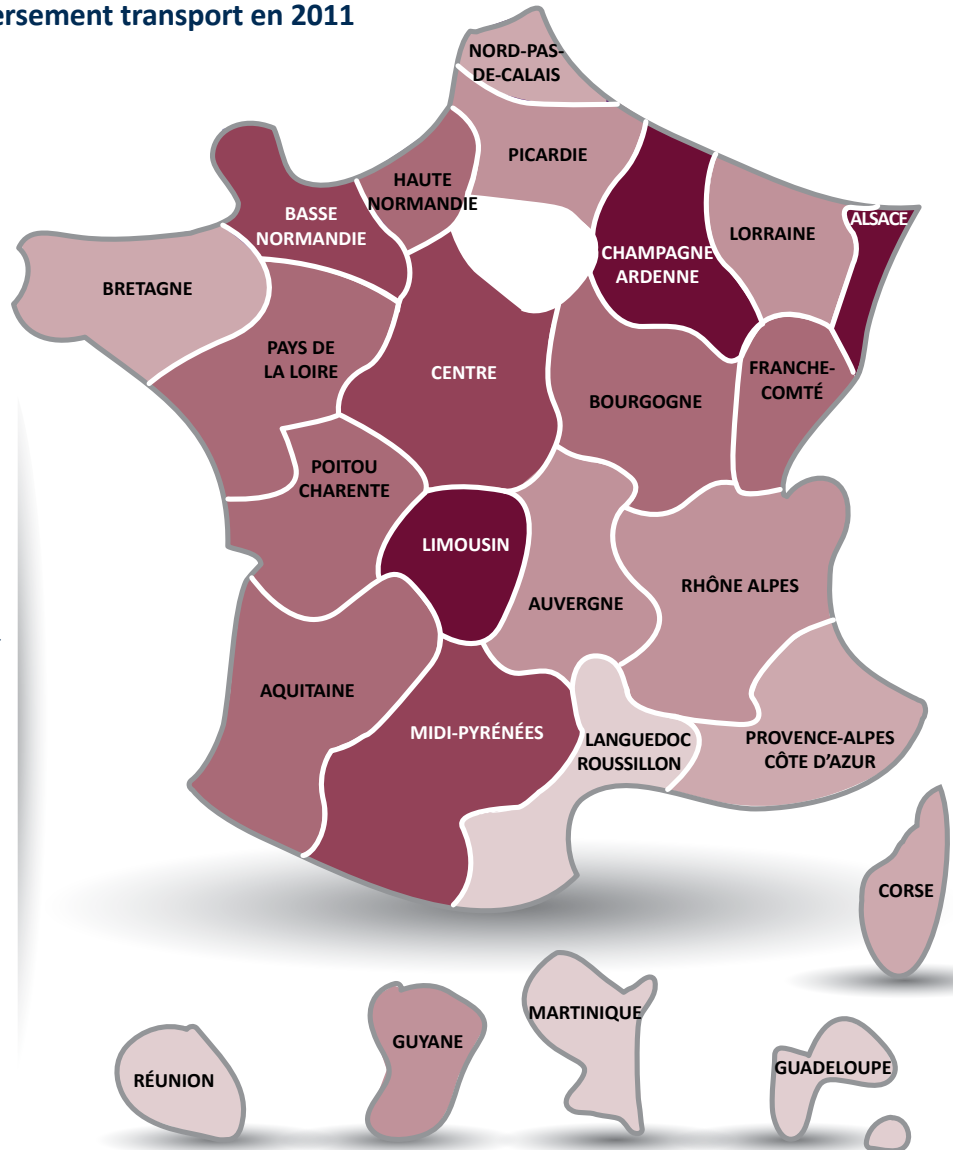 ersement transport en 2011
NORD-PAS-
DE-CALAIS
PICARDIE
HAUTE
NORMANDIE
BASSE
NORMANDIE
CHAMPAGNE
ARDENNE
LORRAINE
ALSACE
BRETAGNE
PAYS DE
LA LOIRE
CENTRE
BOURGOGNE
FRANCHE-
COMTÉ
POITOU
CHARENTE
LIMOUSIN
AUVERGNE
RHÔNE ALPES
AQUITAINE
MIDI-PYRÉNÉES
LANGUEDOC
ROUSSILLON
PROVENCE-ALPES
CÔTE D'AZUR
CORSE
RÉUNION
GUYANE
MARTINIQUE
GUADELOUPE